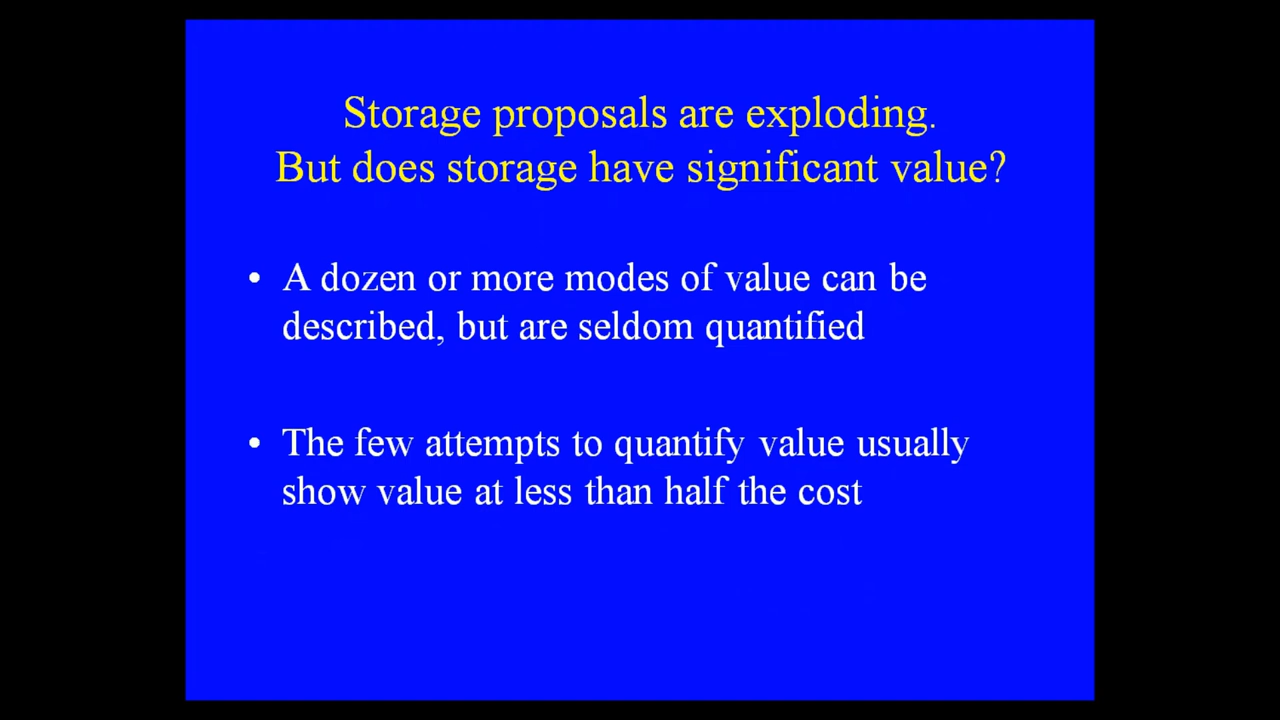 Storage proposals are exploding.
But does storage have significant value?
• A dozen or more modes of value can be
described, but are seldom quantified
• The few attempts to quantify value usually
show value at less than half the cost